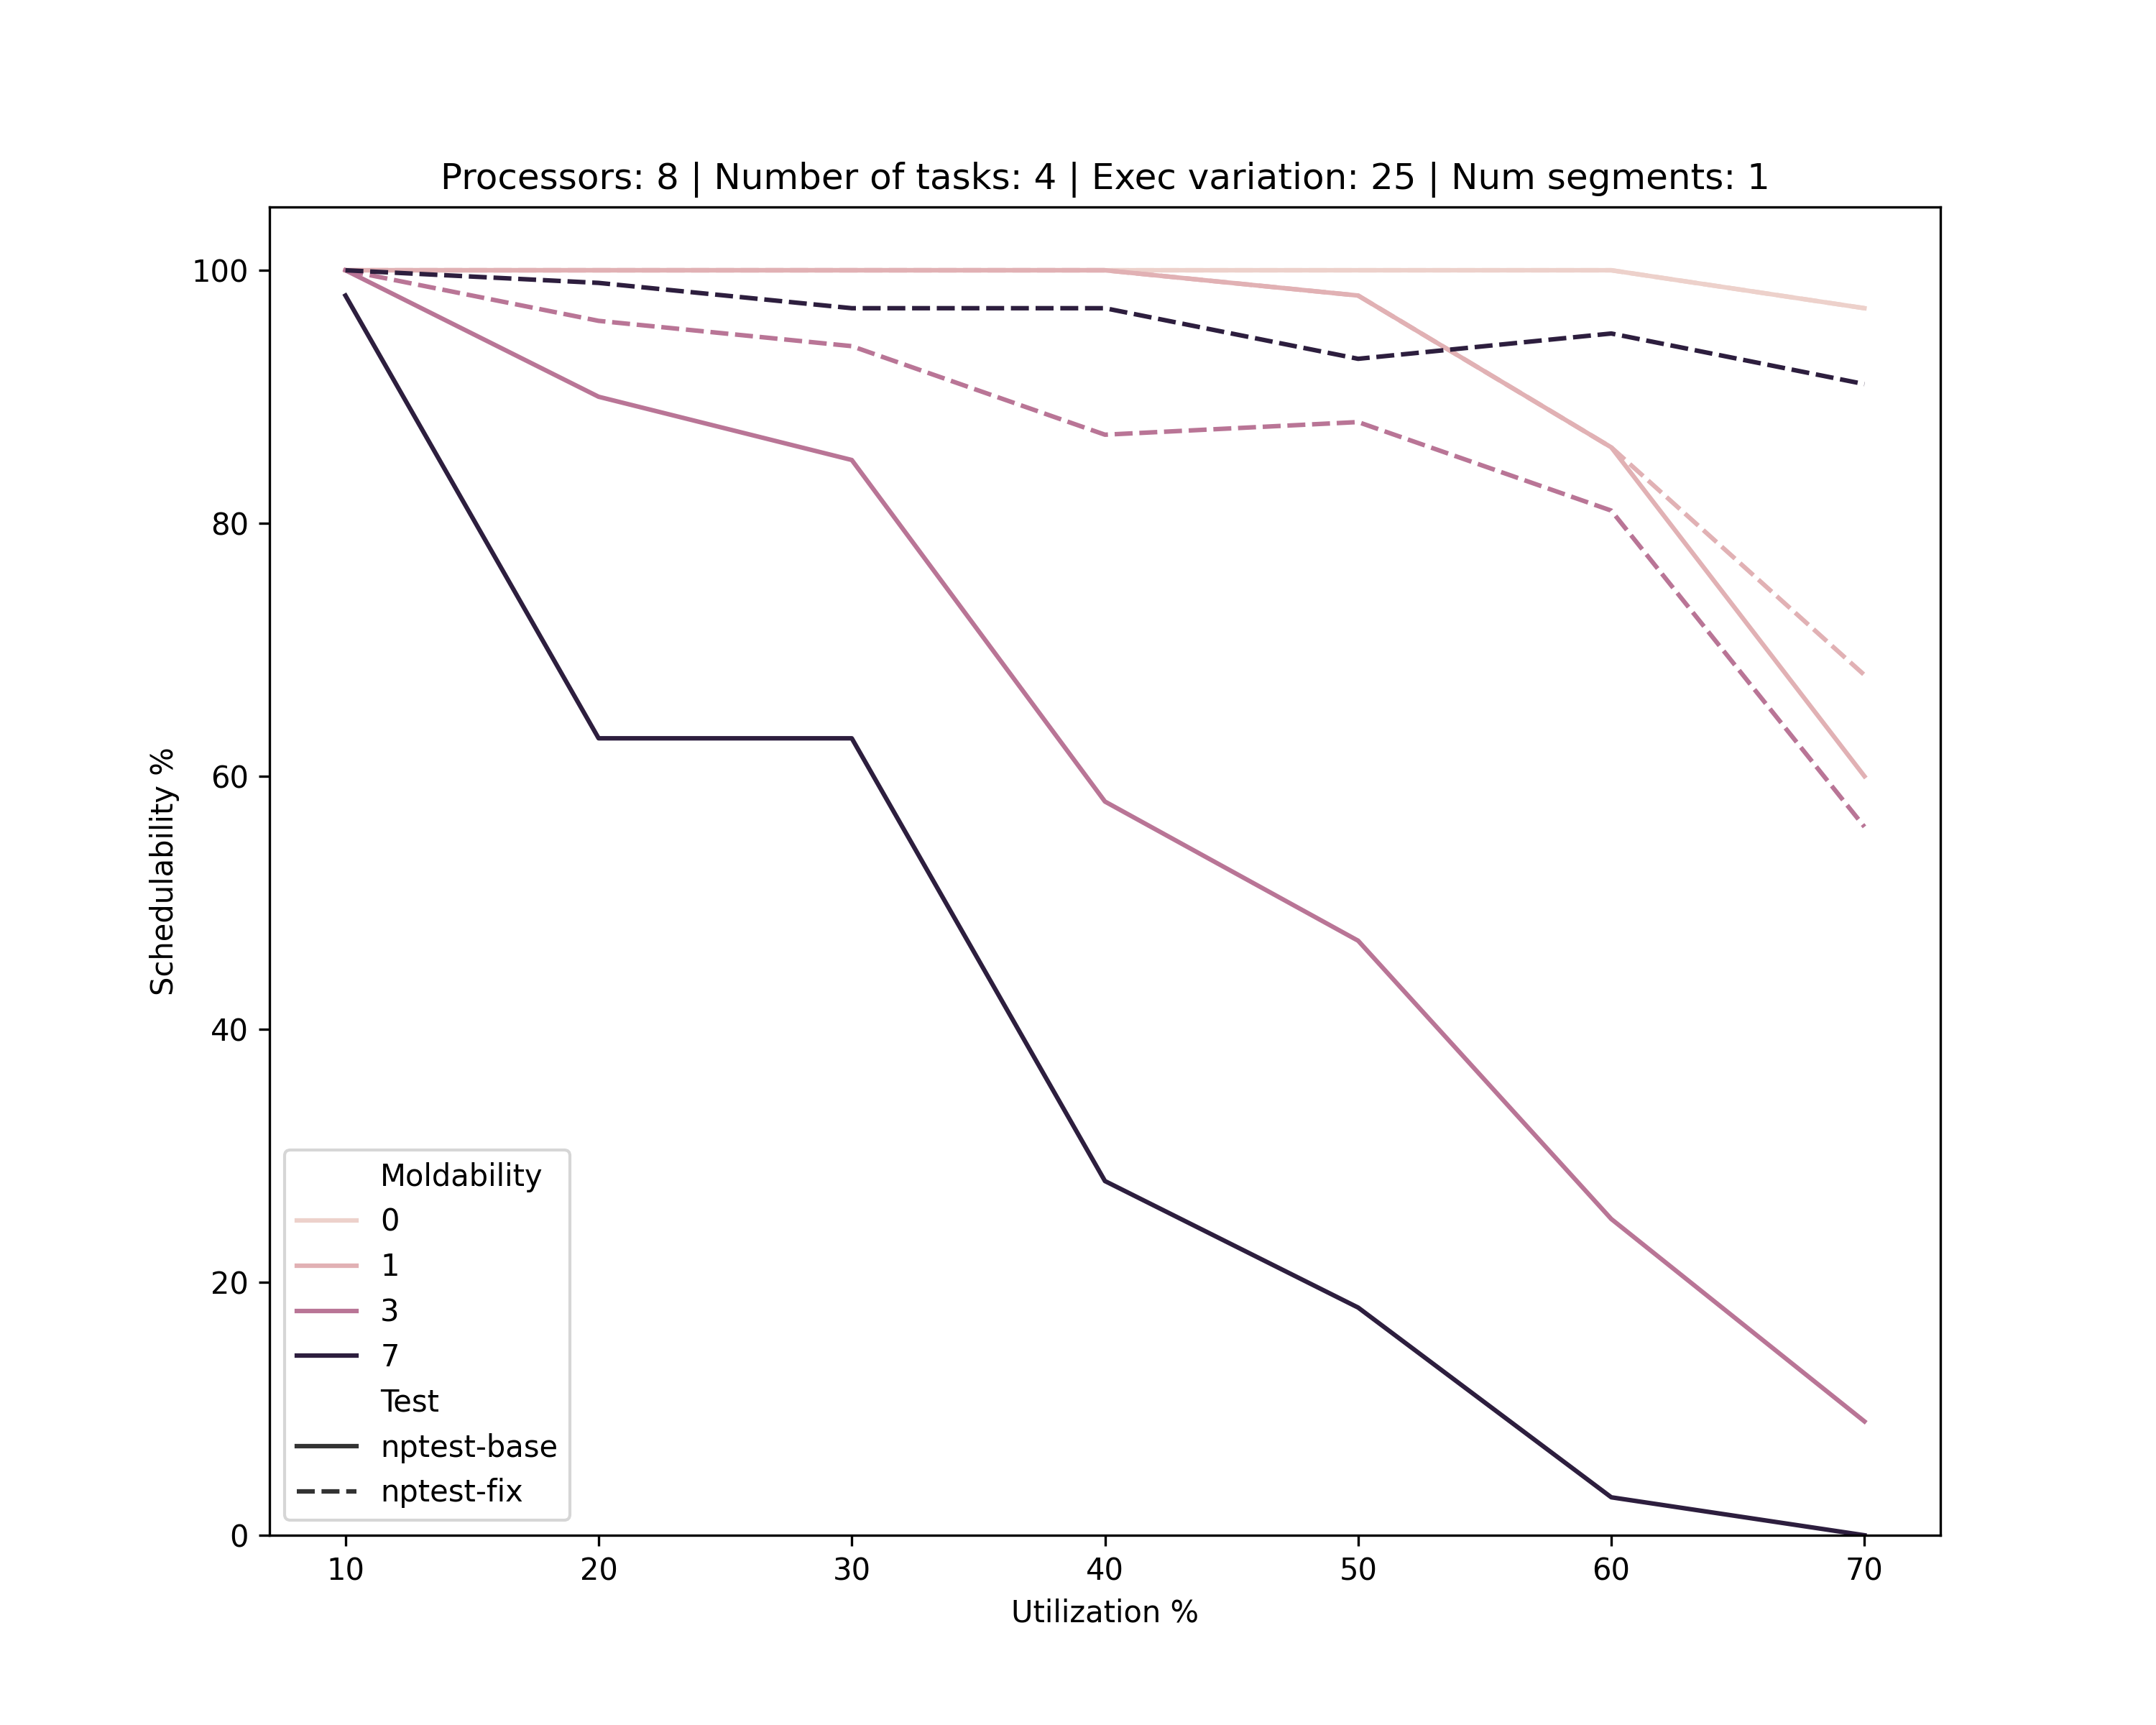 Processors: 8 | Number of tasks: 4 | Exec variation: 25 | Num segments: 1
Schedulability %
100
80
60
40
20
0
Moldability
0
1
3
7
Test
nptest-base
nptest-fix
10 20 30 40 50 60 70
Utilization %